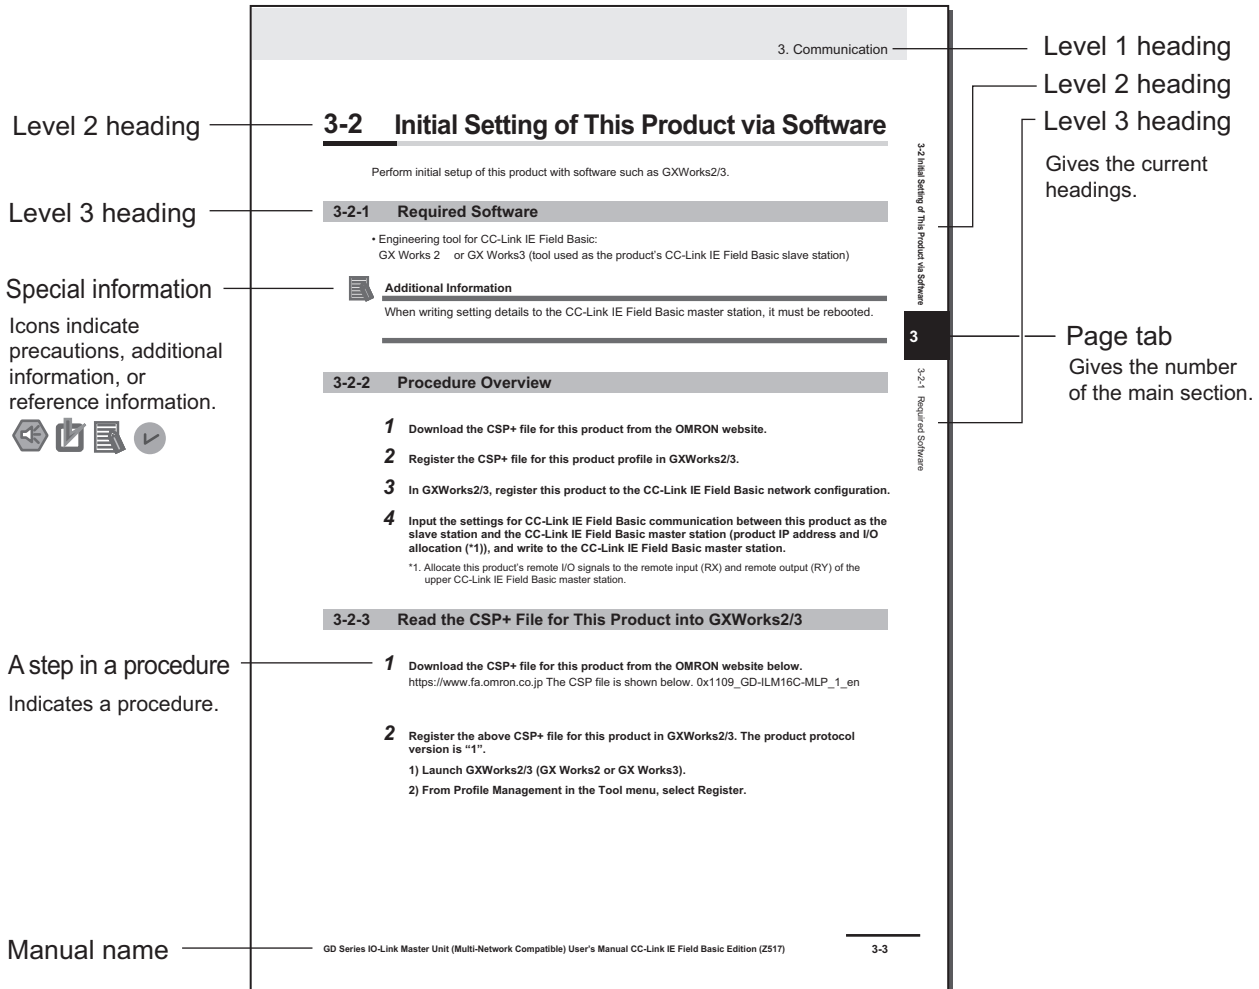 3. Communication
Level 1 heading
Level 2 heading
Level 3 heading
Gives the current
headings.
Level 2 heading
3-2 Initial Setting of This Product via Software
Perform initial setup of this product with software such as GXWorks2/3.
Level 3 heading
3-2-1 Required Software
• Engineering tool for CC-Link IE Field Basic:
GX Works 2 or GX Works3 (tool used as the product's CC-Link IE Field Basic slave station)
Special information
Icons indicate
precautions, additional
information, or
reference information.
Additional Information
When writing setting details to the CC-Link IE Field Basic master station, it must be rebooted.
3-2 Initial Setting of This Product via Software
3
3-2-1 Required Software
Page tab
Gives the number
of the main section.
3-2-2 Procedure Overview
1 Download the CSP+ file for this product from the OMRON website.
2 Register the CSP+ file for this product profile in GXWorks2/3.
3 In GXWorks2/3, register this product to the CC-Link IE Field Basic network configuration.
4 Input the settings for CC-Link IE Field Basic communication between this product as the
slave station and the CC-Link IE Field Basic master station (product IP address and I/O
allocation (*1)), and write to the CC-Link IE Field Basic master station.
*1. Allocate this product's remote I/O signals to the remote input (RX) and remote output (RY) of the
upper CC-Link IE Field Basic master station.
3-2-3 Read the CSP+ File for This Product into GXWorks2/3
A step in a procedure
Indicates a procedure.
1 Download the CSP+ file for this product from the OMRON website below.
https://www.fa.omron.co.jp The CSP file is shown below. 0x1109_GD-ILM16C-MLP_1_en
2 Register the above CSP+ file for this product in GXWorks2/3. The product protocol
version is “1”.
1) Launch GXWorks2/3 (GX Works2 or GX Works3).
2) From Profile Management in the Tool menu, select Register.
Manual name
GD Series IO-Link Master Unit (Multi-Network Compatible) User's Manual CC-Link IE Field Basic Edition (Z517)
3-3